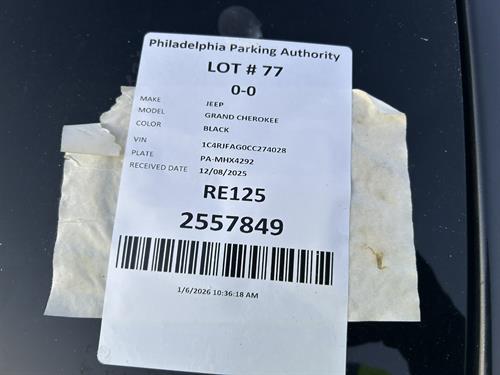 Philadelphia Parking Authority
LOT # 77
0-0
MAKE JEEP
MODEL GRAND CHEROKEE
COLOR BLACK
VIN 1C4RJFAG0CC274028
PLATE PA-MHX4292
RECEIVED DATE 12/08/2025
RE125
2557849
1/6/2026 10:36:18 AM